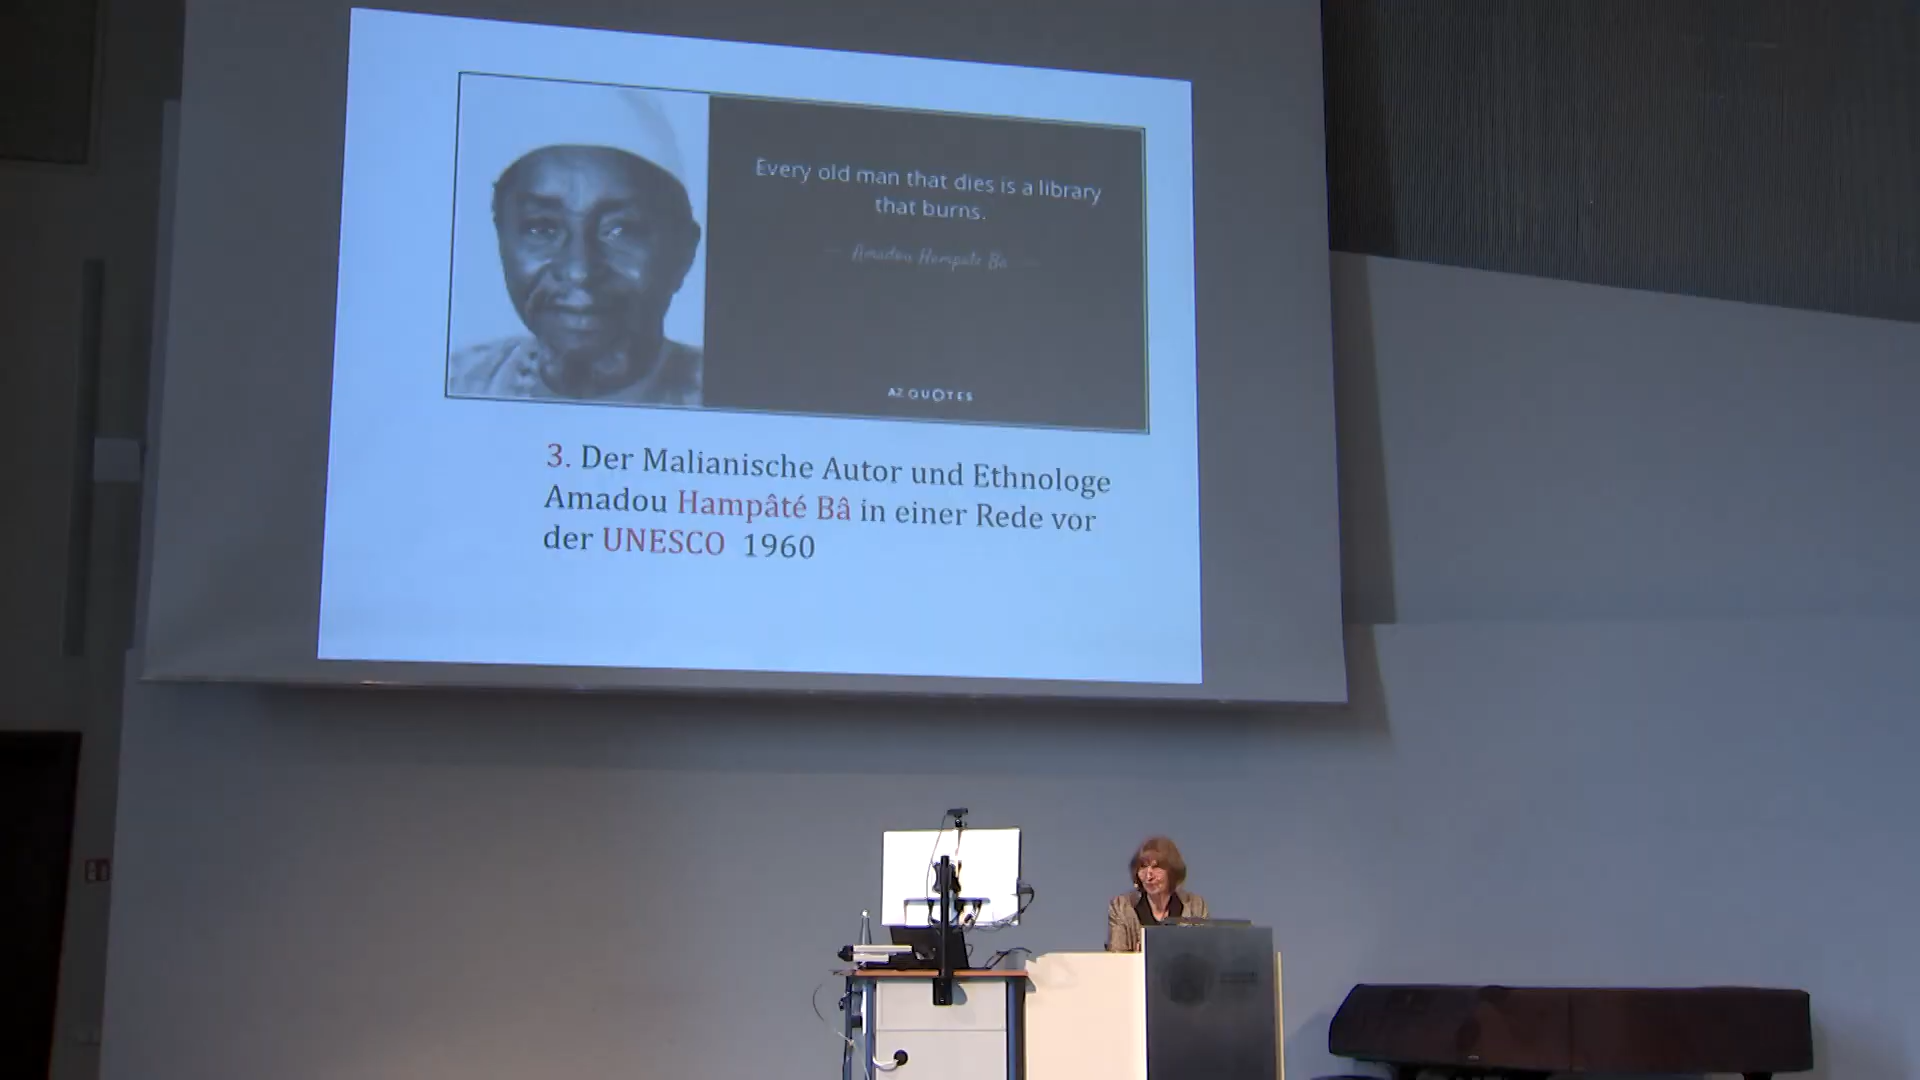 Every old man that dies is a library
that burns.
Amadou Hampate Ba
AZ QUOTES
3. Der Malianische Autor und Ethnologe
Amadou Hampâté Bâ in einer Rede vor
der UNESCO 1960